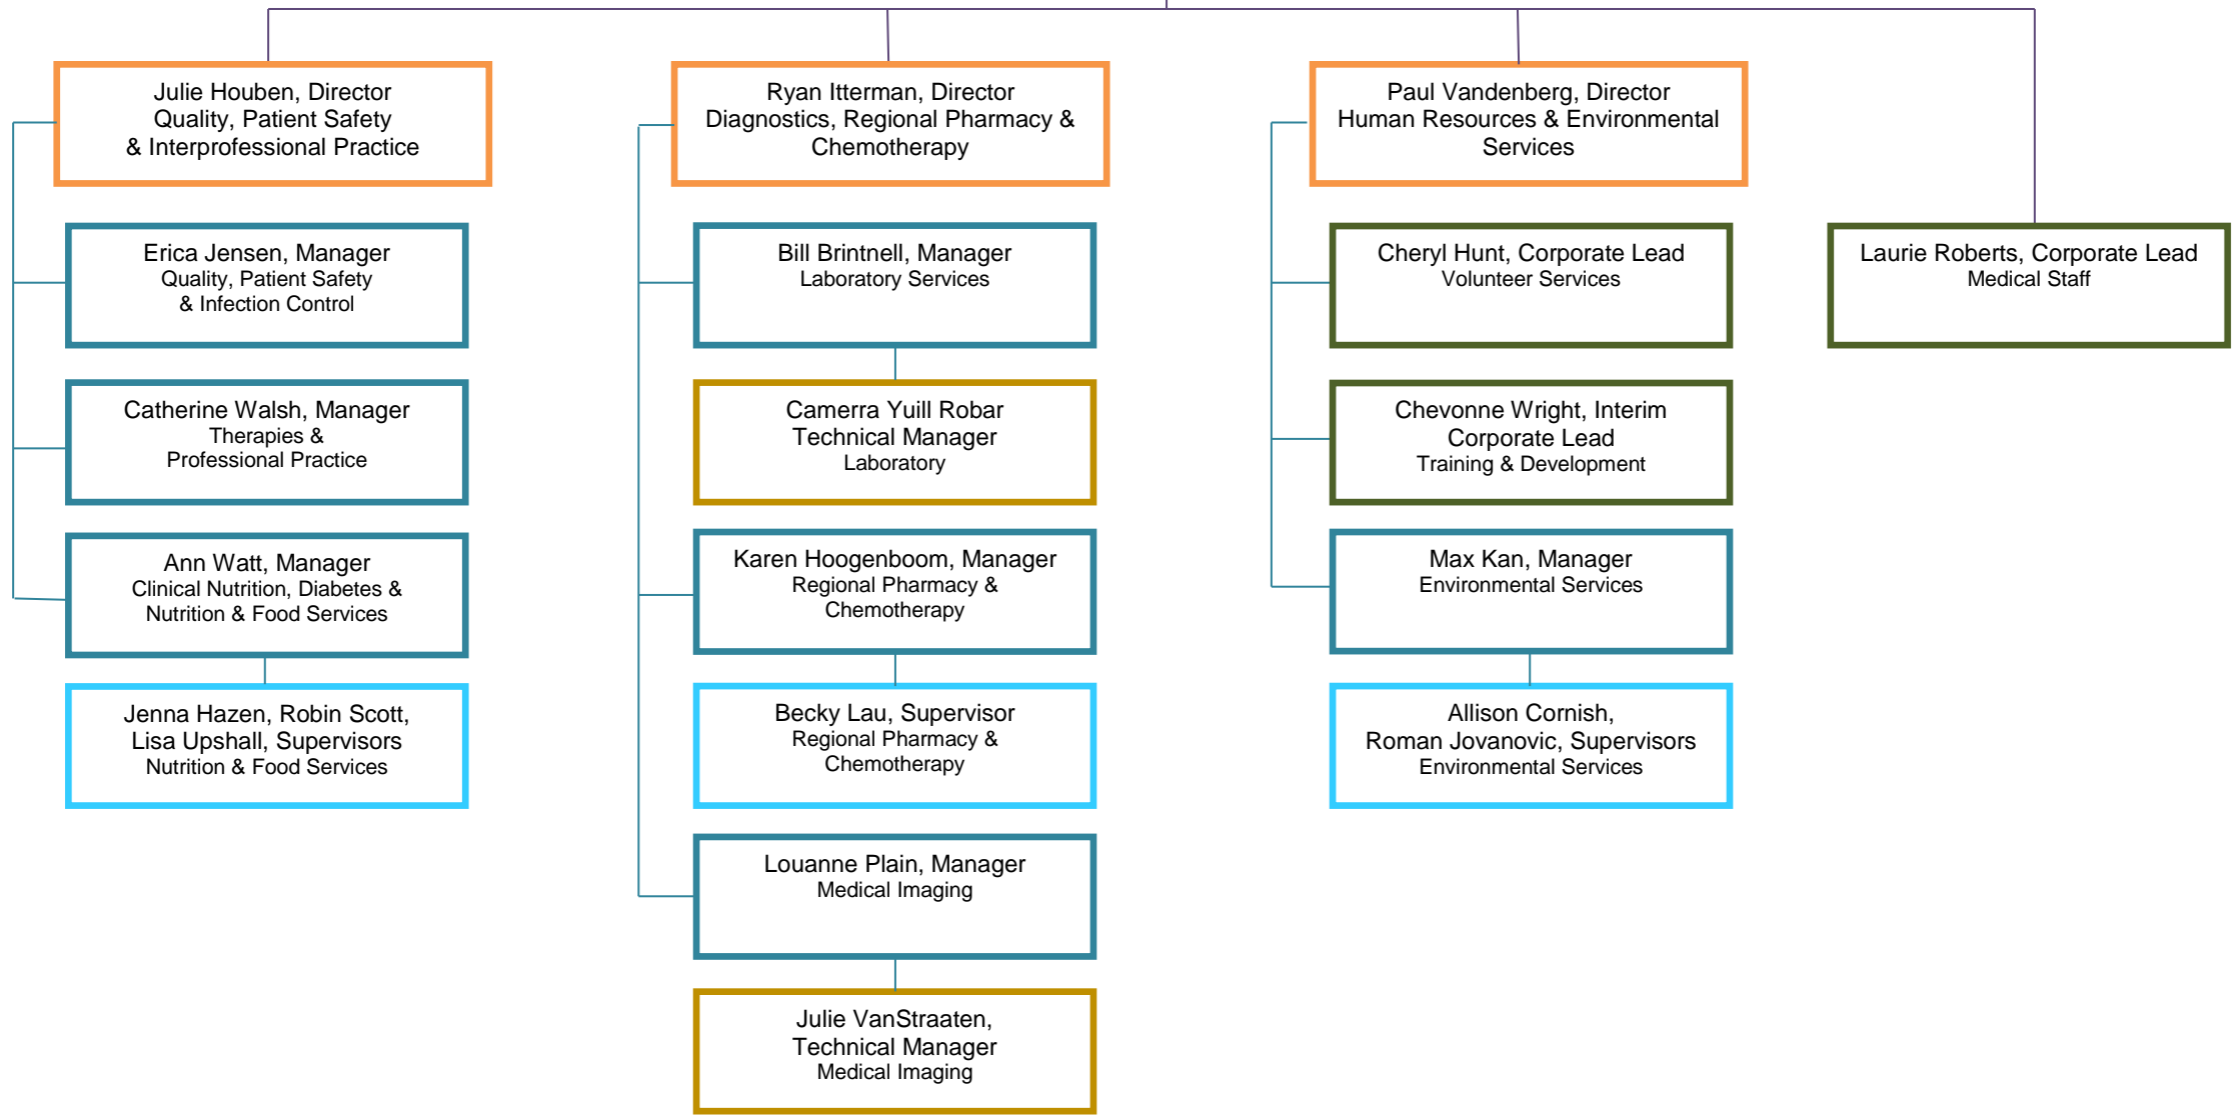 Julie Houben, Director
Quality, Patient Safety
& Interprofessional Practice
Erica Jensen, Manager
Quality, Patient Safety
& Infection Control
Catherine Walsh, Manager
Therapies &
Professional Practice
Ann Watt, Manager
Clinical Nutrition, Diabetes &
Nutrition & Food Services
Jenna Hazen, Robin Scott,
Lisa Upshall, Supervisors
Nutrition & Food Services
Ryan Itterman, Director
Diagnostics, Regional Pharmacy &
Chemotherapy
Bill Brintnell, Manager
Laboratory Services
Camerra Yuill Robar
Technical Manager
Laboratory
Karen Hoogenboom, Manager
Regional Pharmacy &
Chemotherapy
Becky Lau, Supervisor
Regional Pharmacy &
Chemotherapy
Louanne Plain, Manager
Medical Imaging
Julie VanStraaten,
Technical Manager
Medical Imaging
Paul Vandenberg, Director
Human Resources & Environmental
Services
Cheryl Hunt, Corporate Lead
Volunteer Services
Chevonne Wright, Interim
Corporate Lead
Training & Development
Max Kan, Manager
Environmental Services
Allison Cornish,
Roman Jovanovic, Supervisors
Environmental Services
Laurie Roberts, Corporate Lead
Medical Staff